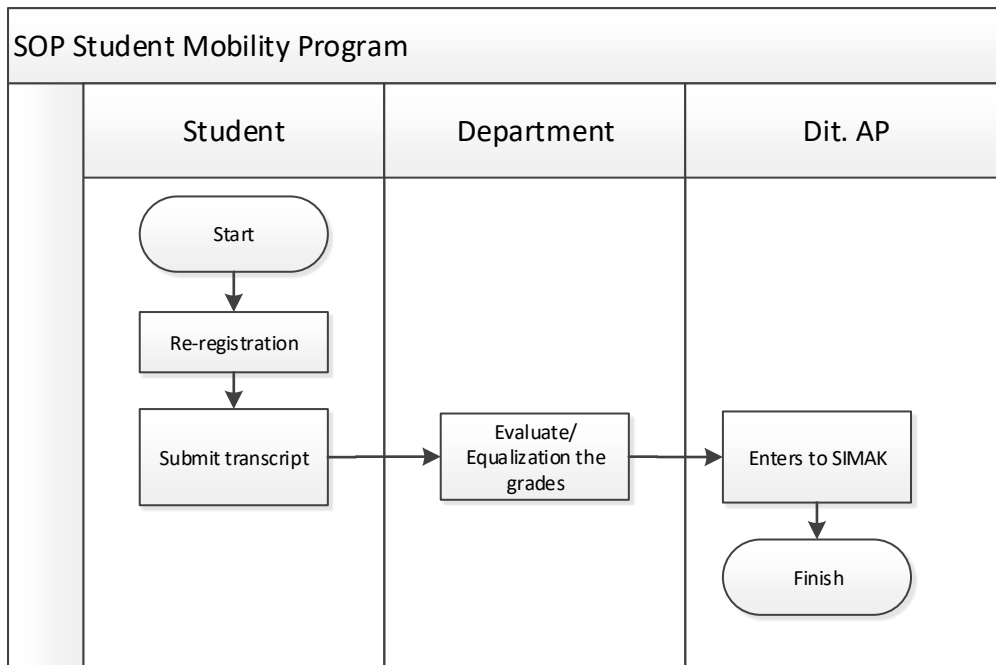 SOP Student Mobility Program
Student
Department
Dit. AP
Start
Re-registration
Submit transcript
Evaluate/
Equalization the
grades
Enters to SIMAK
Finish